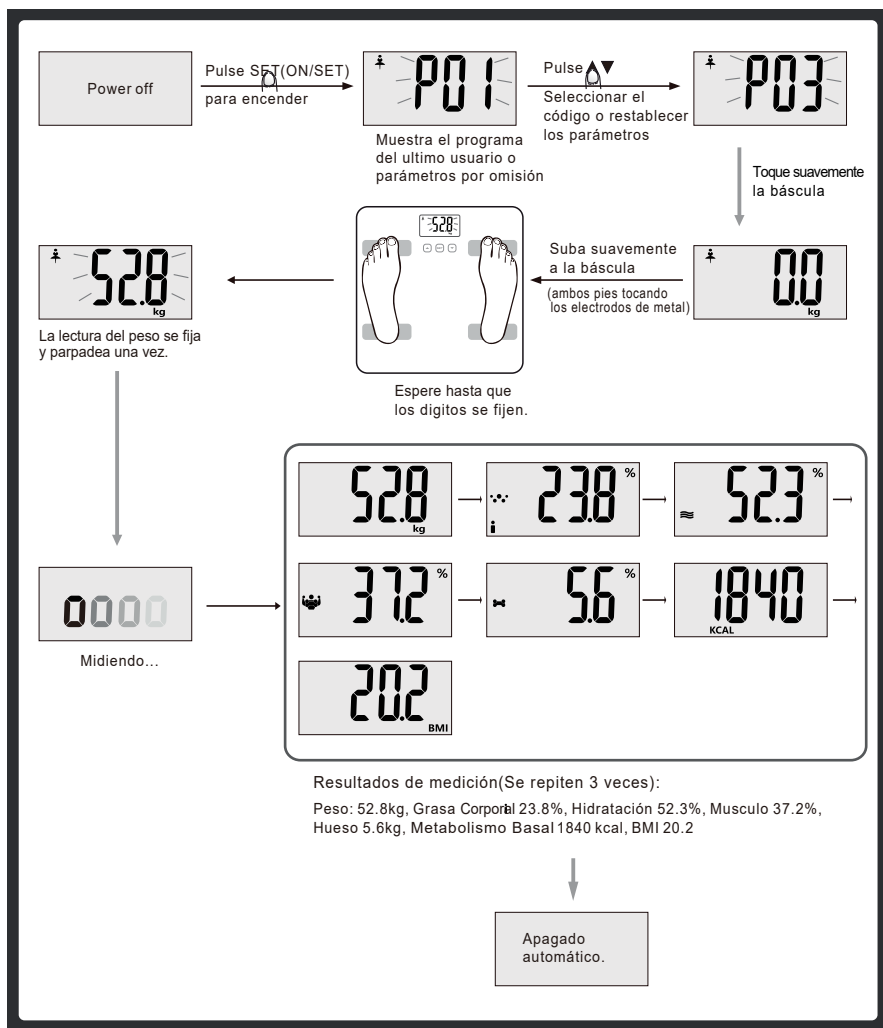 Power off
Pulse SET(ON/SET)
para encender
P01
Muestra el programa
del ultimo usuario o
parámetros por omisión
Pulse ▲▼
Seleccionar el
código o restablecer
los parámetros
P03
Toque suavemente
la báscula
0.0
kg
Suba suavemente
a la báscula
(ambos pies tocando
los electrodos de metal)
52.8
Espere hasta que
los digitos se fijen.
52.8
kg
La lectura del peso se fija
y parpadea una vez.
Midiendo...
52.8
kg
23.8 %
52.3 %
37.2 %
5.6 %
1840
KCAL
20.2
BMI
Resultados de medición(Se repiten 3 veces):
Peso: 52.8kg, Grasa Corporal 23.8%, Hidratación 52.3%, Musculo 37.2%,
Hueso 5.6kg, Metabolismo Basal 1840 kcal, BMI 20.2
Apagado
automático.